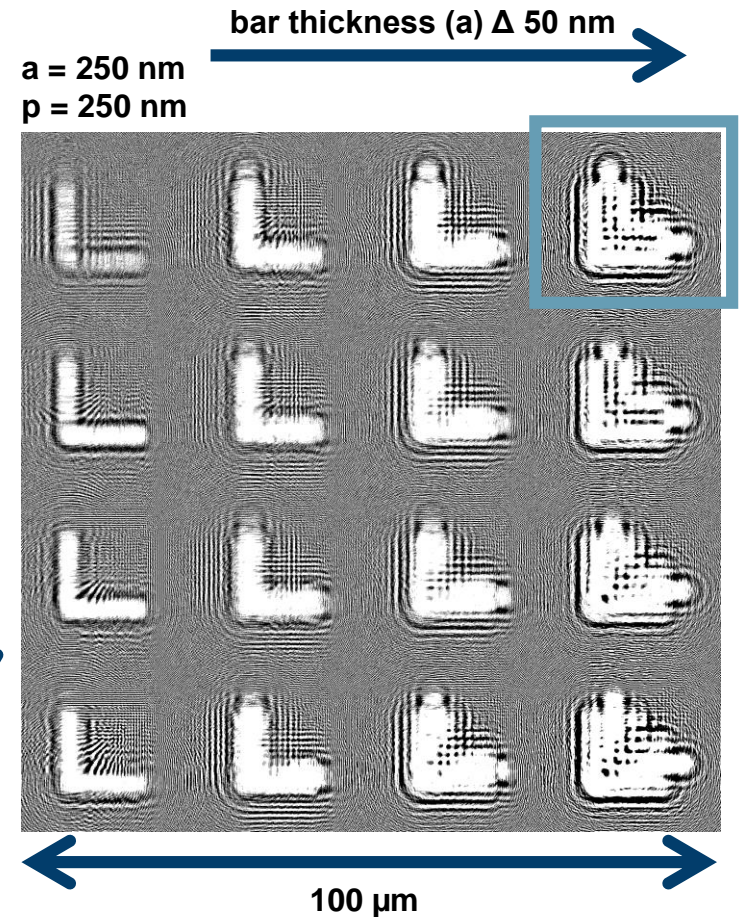 bar thickness (a) Δ 50 nm
a = 250 nm
p = 250 nm
100 µm